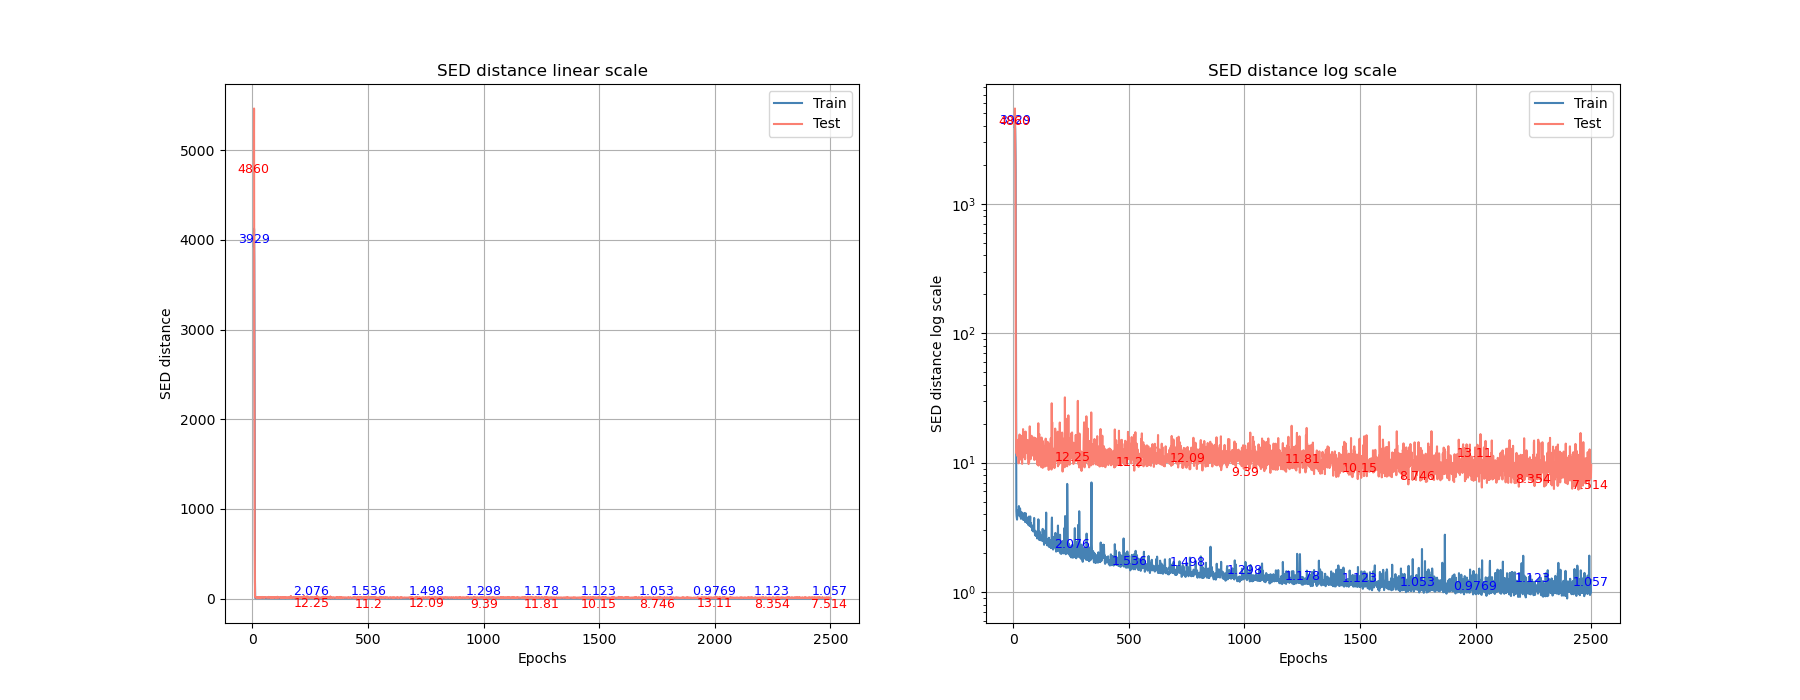 SED distance linear scale
SED distance
5000
4000
3000
2000
1000
0
4860
3929
Train
Test
2.076 1.536 1.498 1.298 1.178 1.123 1.053 0.9769 1.123 1.057
12.25 11.2 12.09 9.39 11.81 10.15 8.746 13.11 8.354 7.514
0 500 1000 1500 2000 2500
Epochs
SED distance log scale
SED distance log scale
10³
10²
10¹
10⁰
3929
4860
Train
Test
12.25 11.2 12.09 9.39 11.81 10.15 8.746 13.11 8.354 7.514
2.076 1.536 1.498 1.298 1.178 1.123 1.053 0.9769 1.123 1.057
0 500 1000 1500 2000 2500
Epochs